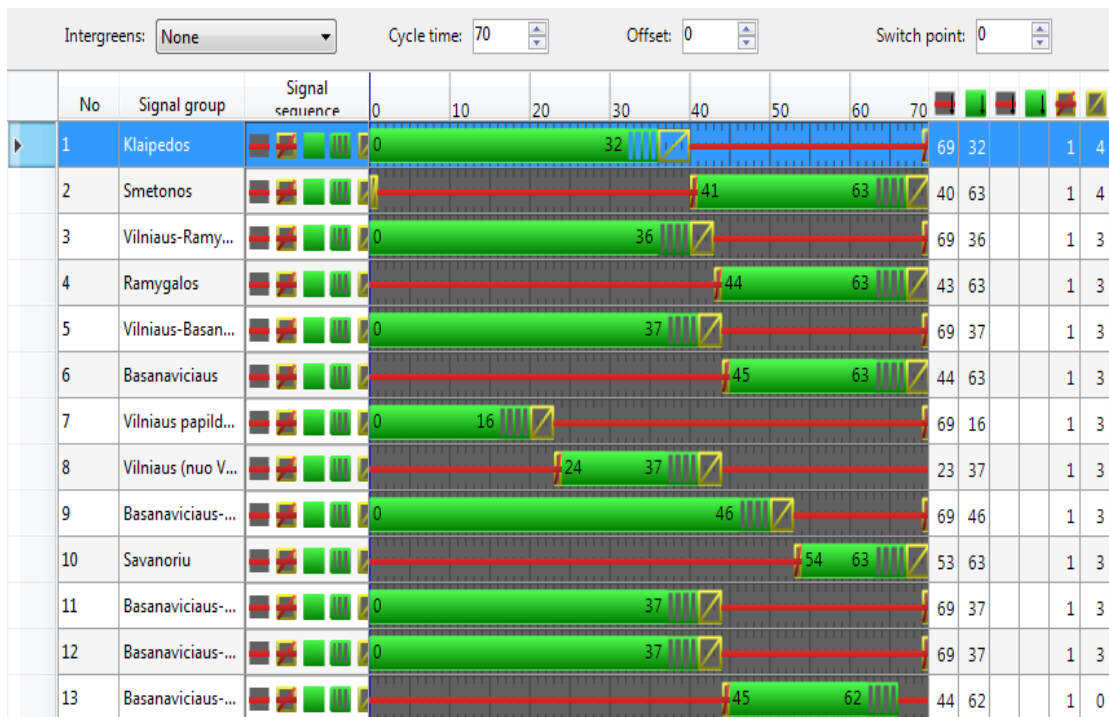 Intergreens: None Cycle time: 70 Offset: 0 Switch point: 0
No Signal group Signal sequence 0 10 20 30 40 50 60 70
1 Klaipedos 0 32 69 32 1 4
2 Smetonos 41 63 40 63 1 4
3 Vilniaus-Ramy... 0 36 69 36 1 3
4 Ramygalos 44 63 43 63 1 3
5 Vilniaus-Basan... 0 37 69 37 1 3
6 Basanaviciaus 45 63 44 63 1 3
7 Vilniaus papild... 0 16 69 16 1 3
8 Vilniaus (nuo V... 24 37 23 37 1 3
9 Basanaviciaus-... 0 46 69 46 1 3
10 Savanoriu 54 63 53 63 1 3
11 Basanaviciaus-... 0 37 69 37 1 3
12 Basanaviciaus-... 0 37 69 37 1 3
13 Basanaviciaus-... 45 62 44 62 1 0